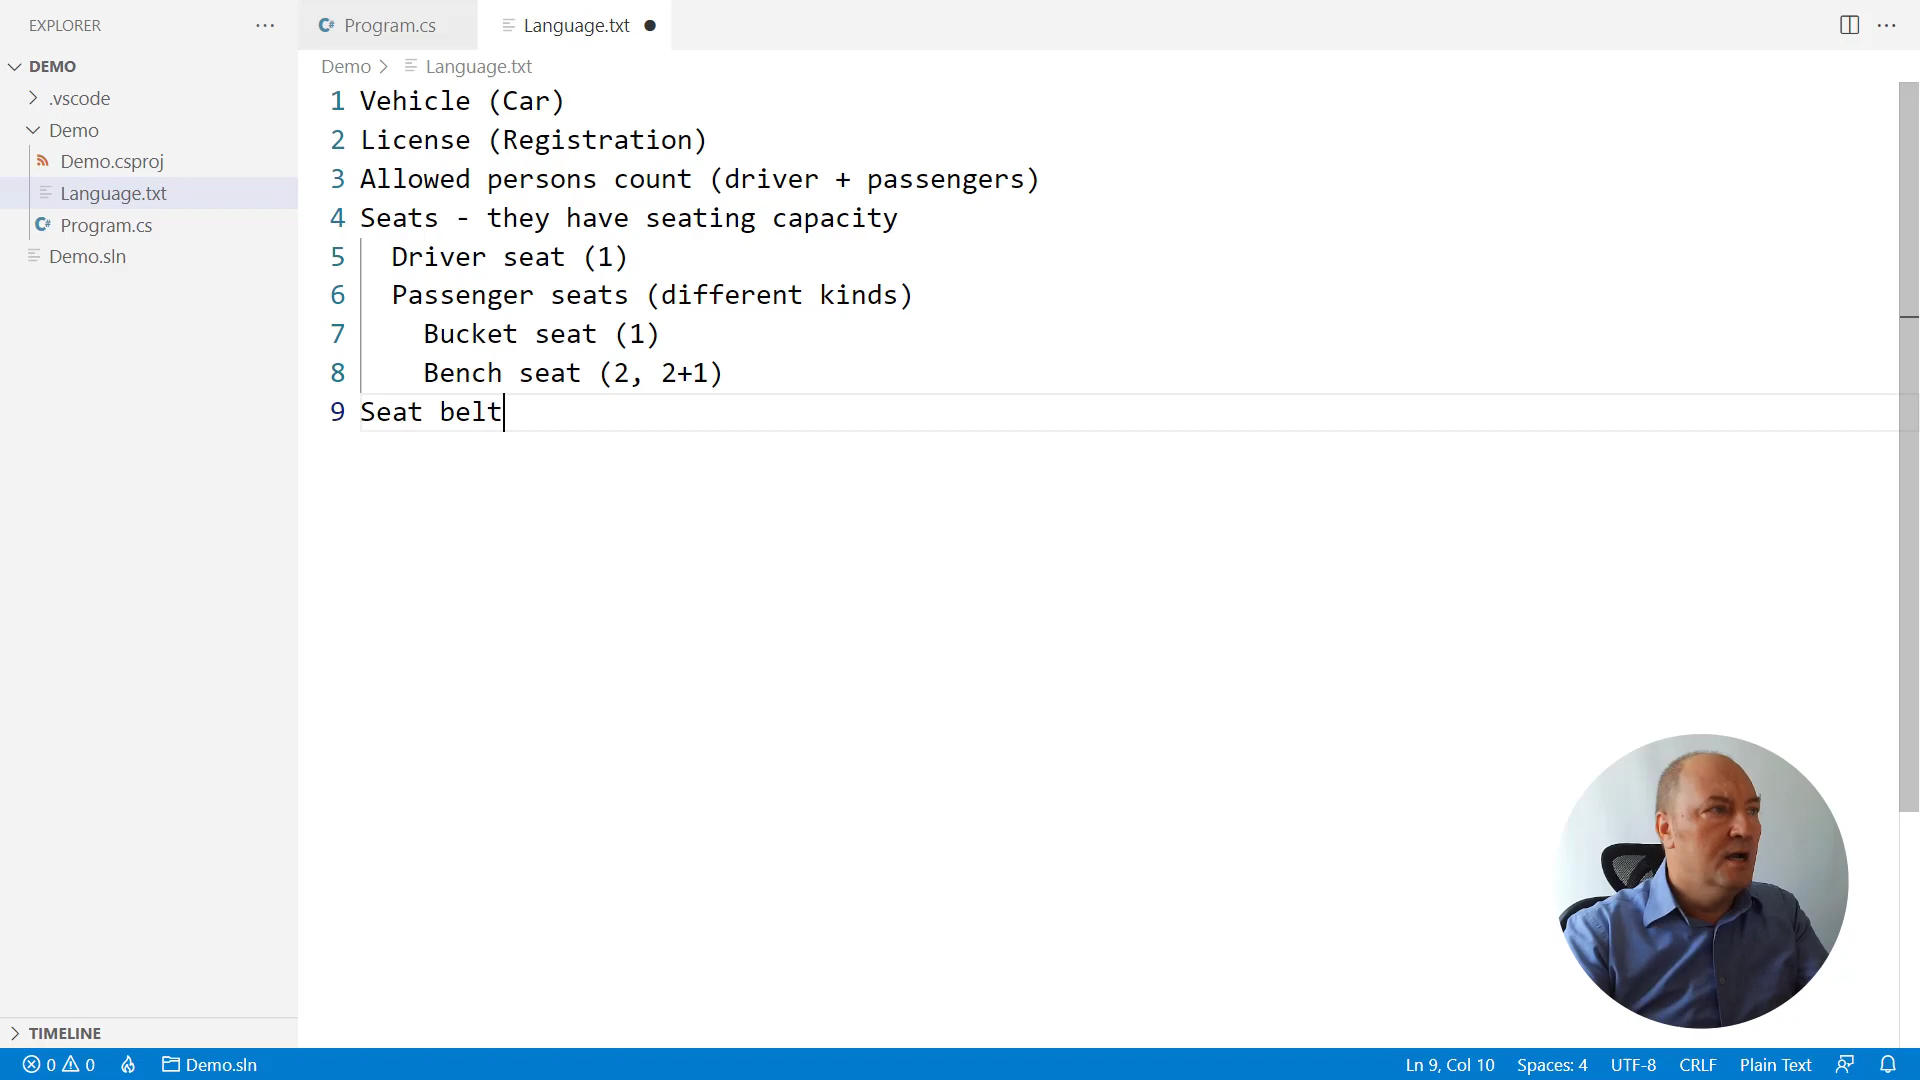 EXPLORER
Program.cs
Language.txt
DEMO
Demo > Language.txt
.vscode
Demo
Demo.csproj
Language.txt
Program.cs
Demo.sln
1 Vehicle (Car)
2 License (Registration)
3 Allowed persons count (driver + passengers)
4 Seats - they have seating capacity
5 Driver seat (1)
6 Passenger seats (different kinds)
7 Bucket seat (1)
8 Bench seat (2, 2+1)
9 Seat belt
TIMELINE
0 0 Demo.sln Ln 9, Col 10 Spaces: 4 UTF-8 CRLF Plain Text